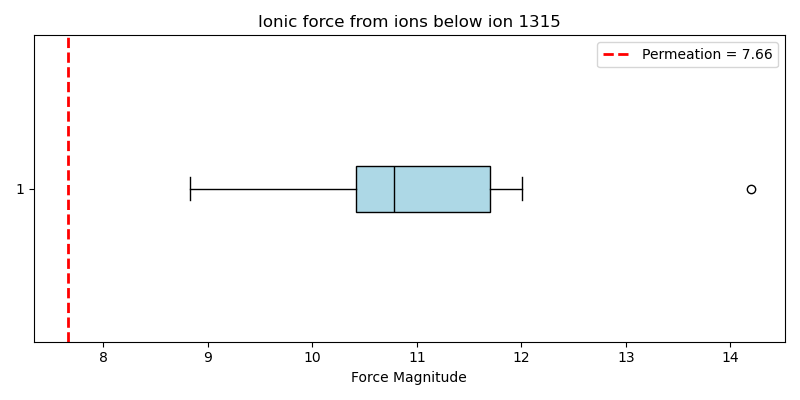 Ionic force from ions below ion 1315
Permeation = 7.66
1
8 9 10 11 12 13 14
Force Magnitude